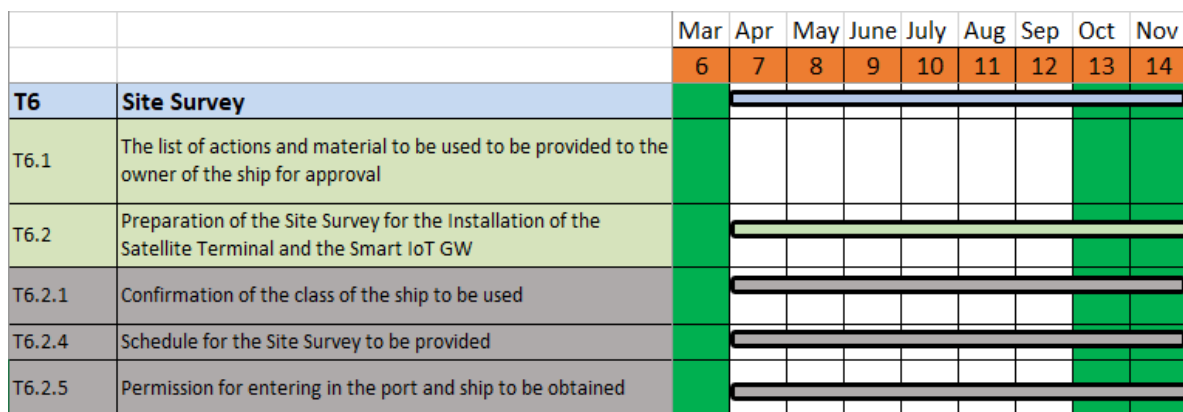 Mar Apr May June July Aug Sep Oct Nov
6 7 8 9 10 11 12 13 14
T6 Site Survey
T6.1 The list of actions and material to be used to be provided to the
owner of the ship for approval
T6.2 Preparation of the Site Survey for the Installation of the
Satellite Terminal and the Smart IoT GW
T6.2.1 Confirmation of the class of the ship to be used
T6.2.4 Schedule for the Site Survey to be provided
T6.2.5 Permission for entering in the port and ship to be obtained